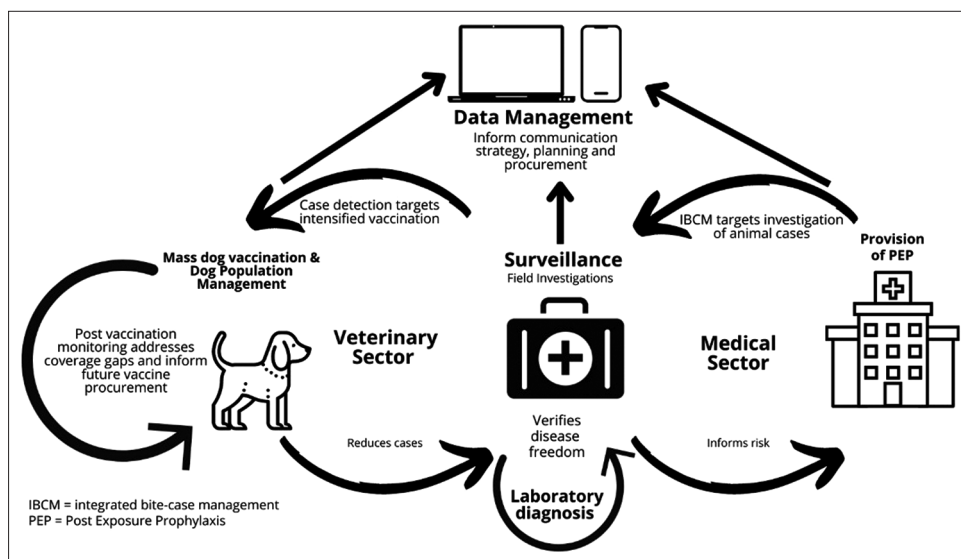 Data Management
Inform communication
strategy, planning and
procurement
Case detection targets
intensified vaccination
IBCM targets investigation
of animal cases
Mass dog vaccination &
Dog Population
Management
Surveillance
Field Investigations
Provision
of PEP
Post vaccination
monitoring addresses
coverage gaps and inform
future vaccine
procurement
Veterinary
Sector
Medical
Sector
Reduces cases
Verifies
disease
freedom
Informs risk
Laboratory
diagnosis
IBCM = integrated bite-case management
PEP = Post Exposure Prophylaxis